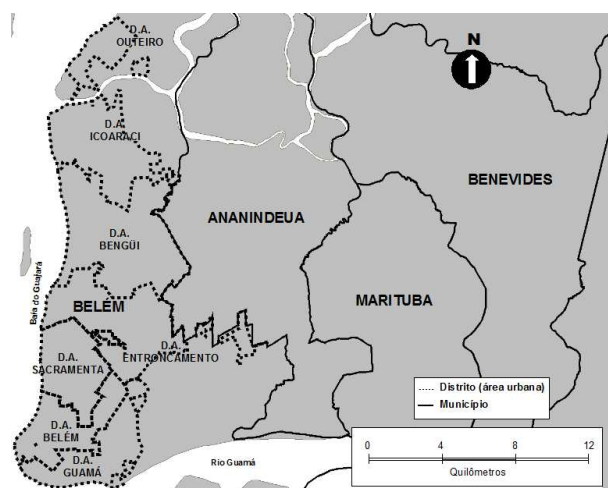 D.A.
OUTEIRO
N
D.A.
ICOARACI
BENEVIDES
ANANINDEUA
D.A.
BENGÜI
Baía do Guajará
BELÉM
MARITUBA
D.A.
ENTRONCAMENTO
D.A.
SACRAMENTA
Distrito (área urbana)
Município
D.A.
BELÉM
D.A.
GUAMÁ
Rio Guamá
0 4 8 12
Quilômetros